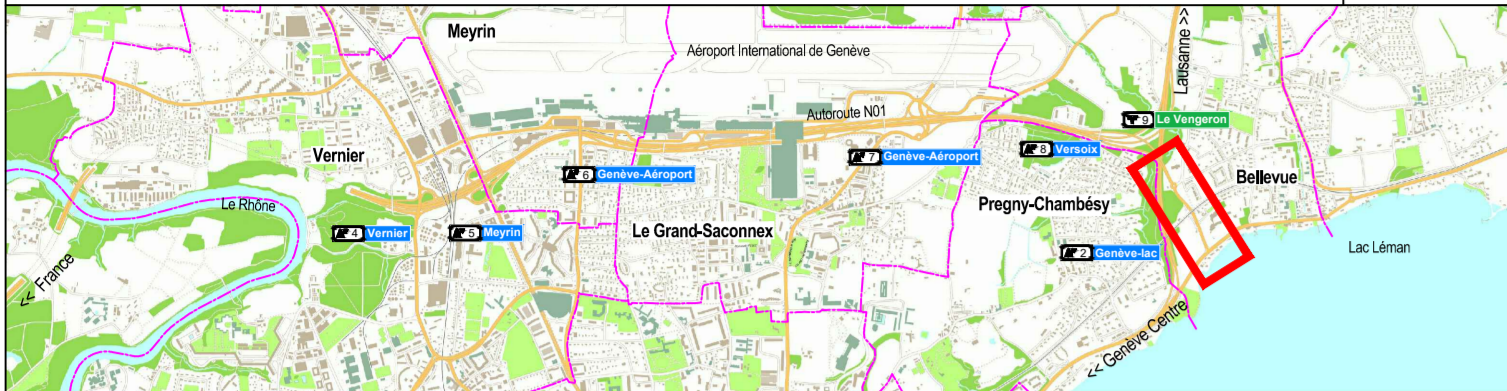 Meyrin
Aéroport International de Genève
Lausanne >>
Autoroute N01
9 Le Vengeron
Vernier
6 Genève-Aéroport
7 Genève-Aéroport
8 Versoix
Bellevue
Le Rhône
Pregny-Chambésy
4 Vernier
5 Meyrin
Le Grand-Saconnex
2 Genève-lac
Lac Léman
<< France
<< Genève Centre